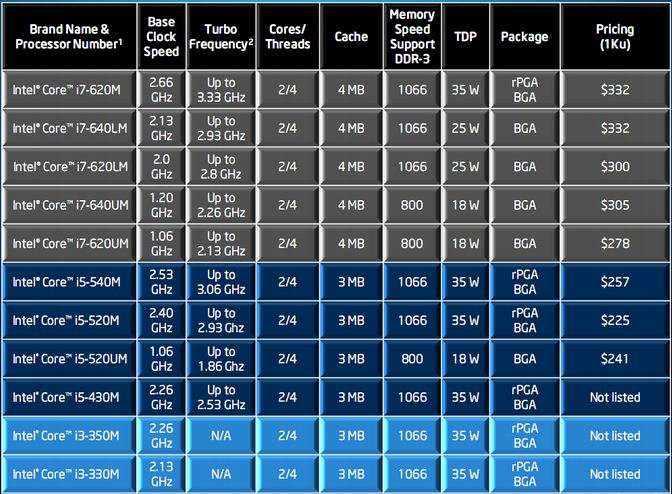 Brand Name & Processor Number1 Base Clock Speed Turbo Frequency2 Cores/ Threads Cache Memory Speed Support DDR-3 TDP Package Pricing (1Ku)
Intel® Core™ i7-620M 2.66 GHz Up to 3.33 GHz 2/4 4 MB 1066 35 W rPGA BGA $332
Intel® Core™ i7-640LM 2.13 GHz Up to 2.93 GHz 2/4 4 MB 1066 25 W BGA $332
Intel® Core™ i7-620LM 2.0 GHz Up to 2.8 GHz 2/4 4 MB 1066 25 W BGA $300
Intel® Core™ i7-640UM 1.20 GHz Up to 2.26 GHz 2/4 4 MB 800 18 W BGA $305
Intel® Core™ i7-620UM 1.06 GHz Up to 2.13 GHz 2/4 4 MB 800 18 W BGA $278
Intel® Core™ i5-540M 2.53 GHz Up to 3.06 GHz 2/4 3 MB 1066 35 W rPGA BGA $257
Intel® Core™ i5-520M 2.40 GHz Up to 2.93 Ghz 2/4 3 MB 1066 35 W rPGA BGA $225
Intel® Core™ i5-520UM 1.06 GHz Up to 1.86 Ghz 2/4 3 MB 800 18 W BGA $241
Intel® Core™ i5-430M 2.26 GHz Up to 2.53 GHz 2/4 3 MB 1066 35 W rPGA BGA Not listed
Intel® Core™ i3-350M 2.26 GHz N/A 2/4 3 MB 1066 35 W rPGA BGA Not listed
Intel® Core™ i3-330M 2.13 GHz N/A 2/4 3 MB 1066 35 W rPGA BGA Not listed